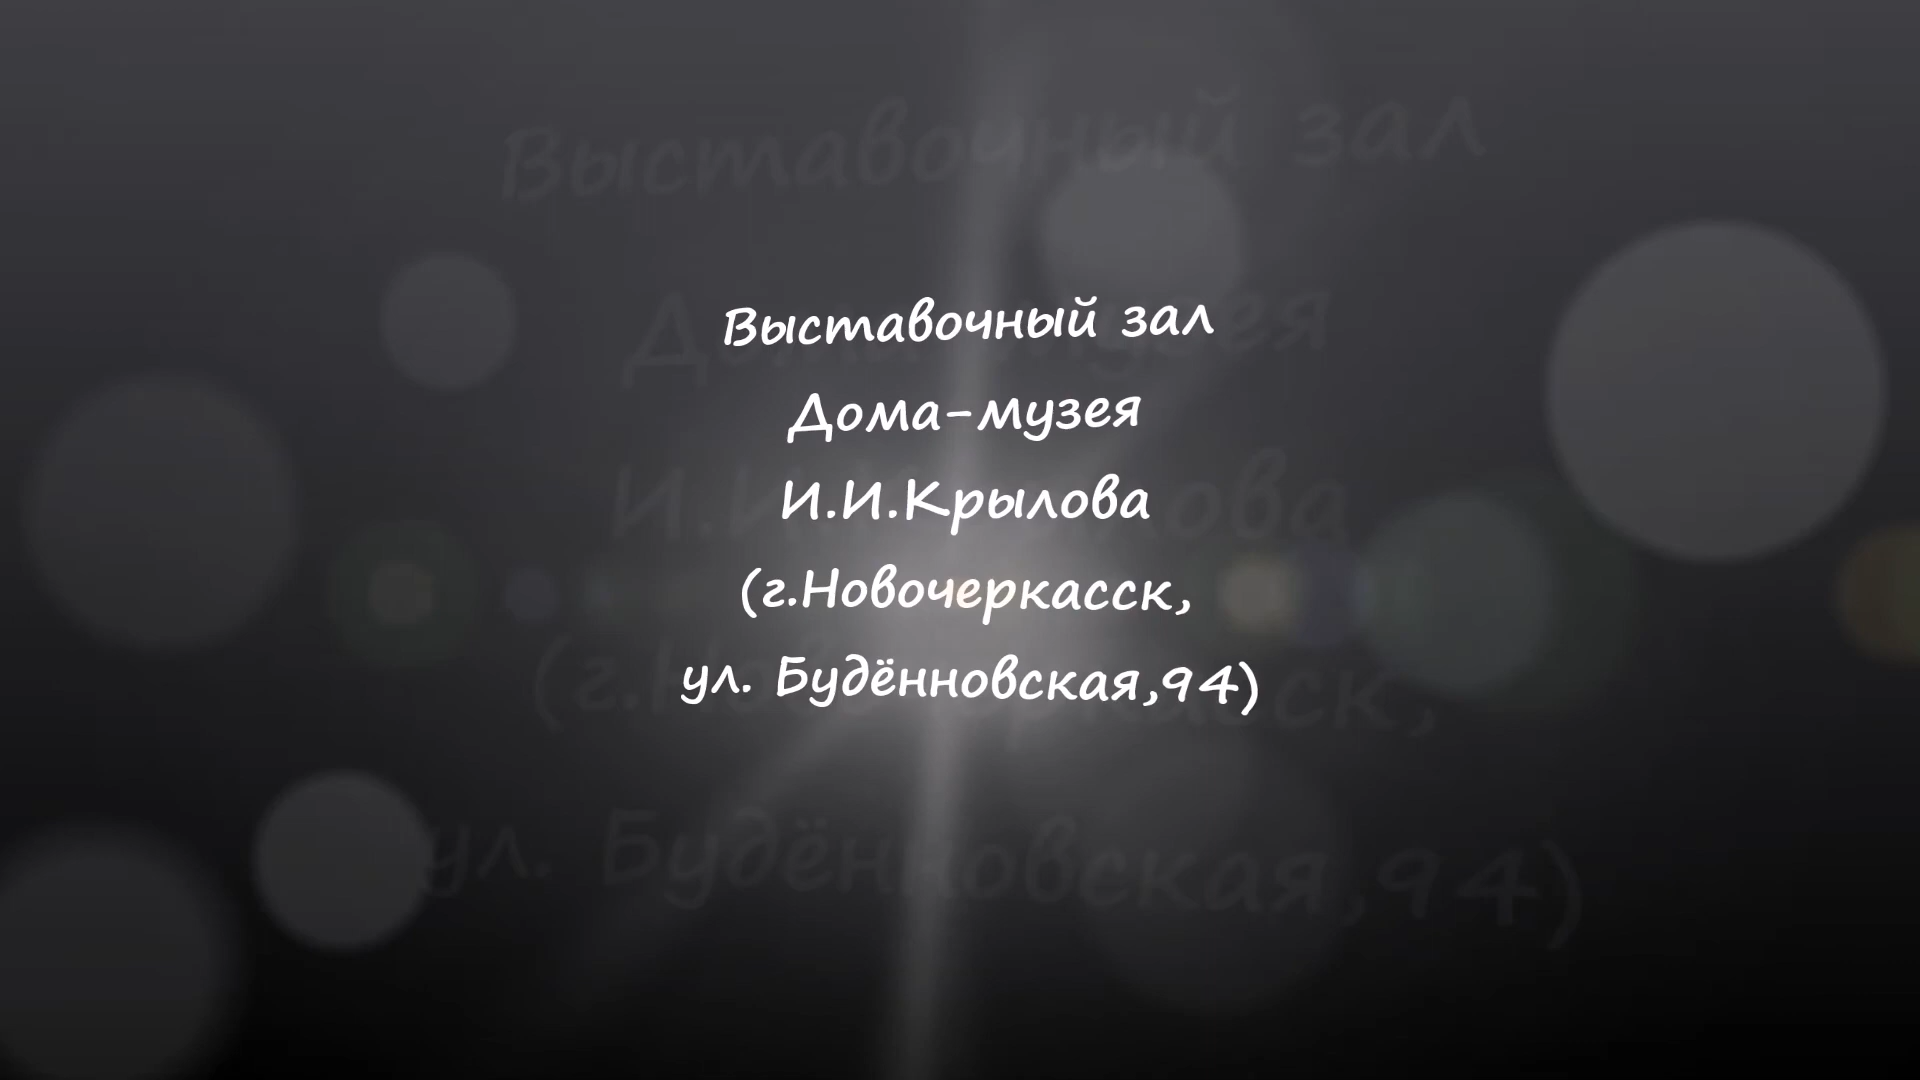 Выставочный зал
Дома-музея
И.И.Крылова
(г.Новочеркасск,
ул. Будённовская,94)